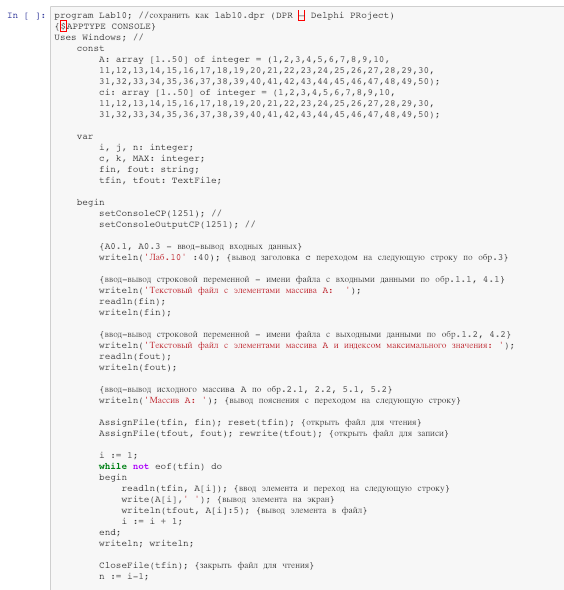 In [ ]: program Lab10; //сохранить как lab10.dpr (DPR – Delphi PRoject)
{$APPTYPE CONSOLE}
Uses Windows; //
const
A: array [1..50] of integer = (1,2,3,4,5,6,7,8,9,10,
11,12,13,14,15,16,17,18,19,20,21,22,23,24,25,26,27,28,29,30,
31,32,33,34,35,36,37,38,39,40,41,42,43,44,45,46,47,48,49,50);
ci: array [1..50] of integer = (1,2,3,4,5,6,7,8,9,10,
11,12,13,14,15,16,17,18,19,20,21,22,23,24,25,26,27,28,29,30,
31,32,33,34,35,36,37,38,39,40,41,42,43,44,45,46,47,48,49,50);
var
i, j, n: integer;
c, k, MAX: integer;
fin, fout: string;
tfin, tfout: TextFile;
begin
setConsoleCP(1251); //
setConsoleOutputCP(1251); //
{A0.1, A0.3 - ввод-вывод входных данных}
writeln('Лаб.10' :40); {вывод заголовка с переходом на следующую строку по обр.3}
{ввод-вывод строковой переменной - имени файла с входными данными по обр.1.1, 4.1}
writeln('Текстовый файл с элементами массива А:  ');
readln(fin);
writeln(fin);
{ввод-вывод строковой переменной - имени файла с выходными данными по обр.1.2, 4.2}
writeln('Текстовый файл с элементами массива А и индексом максимального значения: ');
readln(fout);
writeln(fout);
{ввод-вывод исходного массива А по обр.2.1, 2.2, 5.1, 5.2}
writeln('Массив А: '); {вывод пояснения с переходом на следующую строку}
AssignFile(tfin, fin); reset(tfin); {открыть файл для чтения}
AssignFile(tfout, fout); rewrite(tfout); {открыть файл для записи}
i := 1;
while not eof(tfin) do
begin
readln(tfin, A[i]); {ввод элемента и переход на следующую строку}
write(A[i],' '); {вывод элемента на экран}
writeln(tfout, A[i]:5); {вывод элемента в файл}
i := i + 1;
end;
writeln; writeln;
CloseFile(tfin); {закрыть файл для чтения}
n := i-1;